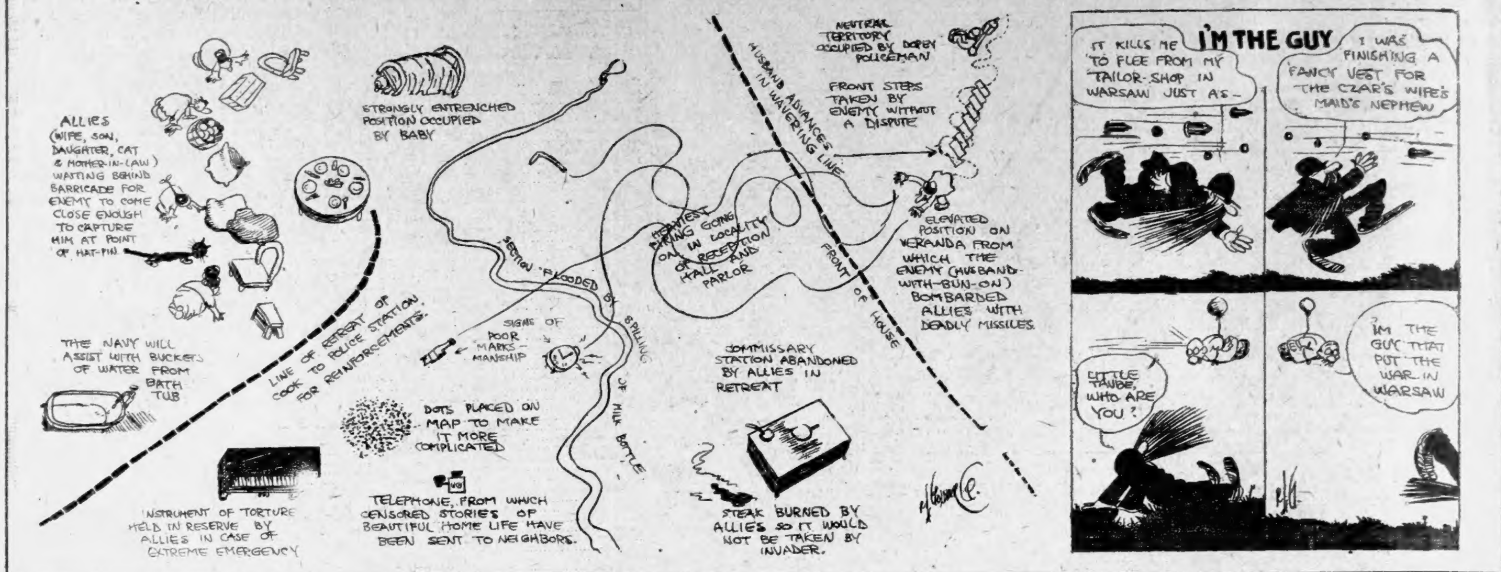 ALLIES
(WIFE, SON,
DAUGHTER, CAT
& MOTHER-IN-LAW)
WAITING BEHIND
BARRICADE FOR
ENEMY TO COME
CLOSE ENOUGH
TO CAPTURE
HIM AT POINT
OF HAT-PIN.
STRONGLY ENTRENCHED
POSITION OCCUPIED
BY BABY
THE NAVY WILL
ASSIST WITH BUCKETS
OF WATER FROM
BATH
TUB
LINE OF RETREAT OF
COOK TO POLICE STATION
FOR REINFORCEMENTS.
INSTRUMENT OF TORTURE
HELD IN RESERVE BY
ALLIES IN CASE OF
EXTREME EMERGENCY
DOTS PLACED ON
MAP TO MAKE
IT MORE
COMPLICATED
TELEPHONE, FROM WHICH
CENSORED STORIES OF
BEAUTIFUL HOME LIFE HAVE
BEEN SENT TO NEIGHBORS.
SECTION FLOODED BY SPILLING OF MILK BOTTLE
SIGNS OF
POOR
MARKS-
MANSHIP
HEAVIEST
FIRING GOING
ON IN LOCALITY
OF RECEPTION
HALL AND
PARLOR
HUSBAND ADVANCES
IN WAVERING LINE
FRONT OF HOUSE
NEUTRAL
TERRITORY
OCCUPIED BY DOPEY
POLICEMAN
FRONT STEPS
TAKEN BY
ENEMY WITHOUT
A DISPUTE
ELEVATED
POSITION ON
VERANDA FROM
WHICH THE
ENEMY (HUSBAND-
WITH-BUN-ON)
BOMBARDED
ALLIES WITH
DEADLY MISSILES.
COMMISSARY
STATION ABANDONED
BY ALLIES IN
RETREAT
STEAK BURNED BY
ALLIES SO IT WOULD
NOT BE TAKEN BY
INVADER.
I'M THE GUY
IT KILLS ME
TO FLEE FROM MY
TAILOR-SHOP IN
WARSAW JUST AS-
I WAS
FINISHING A
FANCY VEST FOR
THE CZAR'S WIFE'S
MAID'S NEPHEW
LITTLE
TAUBE,
WHO ARE
YOU?
I'M THE
GUY THAT
PUT THE
WAR IN
WARSAW